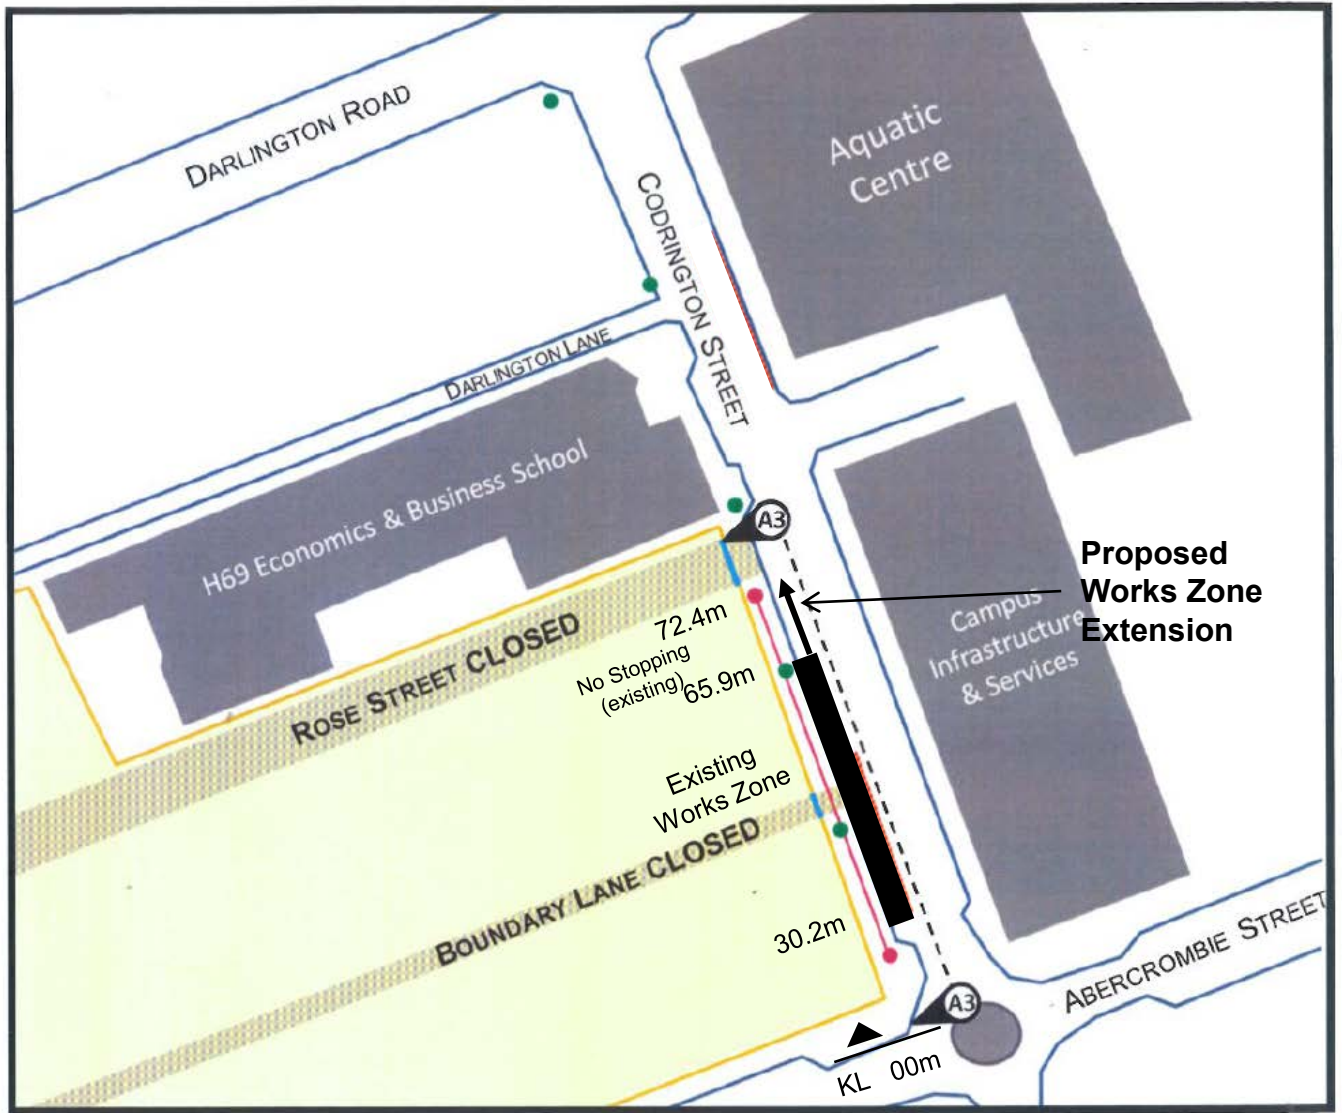 DARLINGTON ROAD
Aquatic
Centre
CODRINGTON STREET
DARLINGTON LANE
H69 Economics & Business School
A3
Proposed
Works Zone
Extension
Campus
Infrastructure
& Services
72.4m
No Stopping
(existing)
65.9m
ROSE STREET CLOSED
Existing
Works Zone
BOUNDARY LANE CLOSED
30.2m
ABERCROMBIE STREET
A3
KL 00m